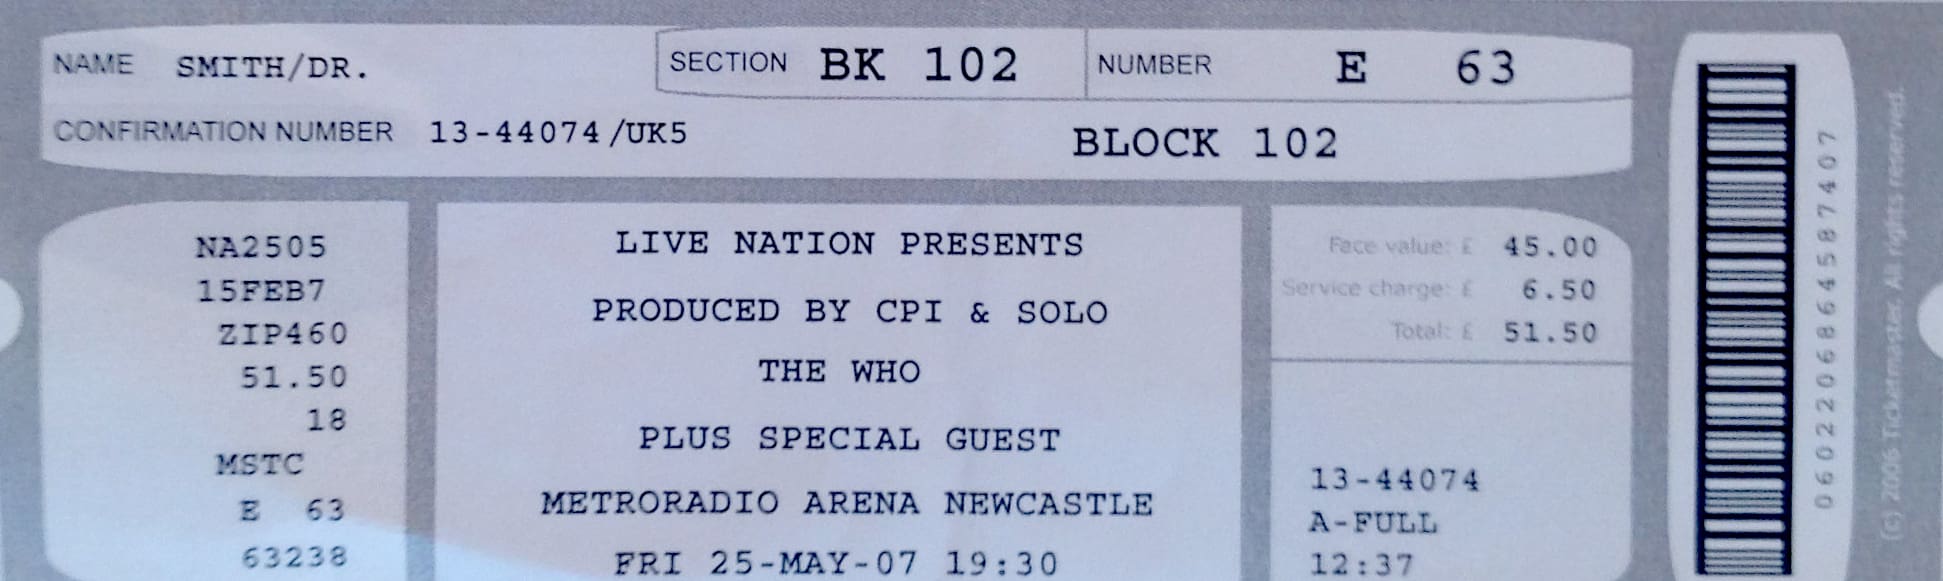 NAME SMITH/DR. SECTION BK 102 NUMBER E 63
CONFIRMATION NUMBER 13-44074/UK5 BLOCK 102
NA2505
15FEB7
ZIP460
51.50
18
MSTC
E 63
63238
LIVE NATION PRESENTS
PRODUCED BY CPI & SOLO
THE WHO
PLUS SPECIAL GUEST
METRORADIO ARENA NEWCASTLE
FRI 25-MAY-07 19:30
Face value: £ 45.00
Service charge: £ 6.50
Total: £ 51.50
13-44074
A-FULL
12:37
0602206864587407
(C) 2006 Ticketmaster. All rights reserved.